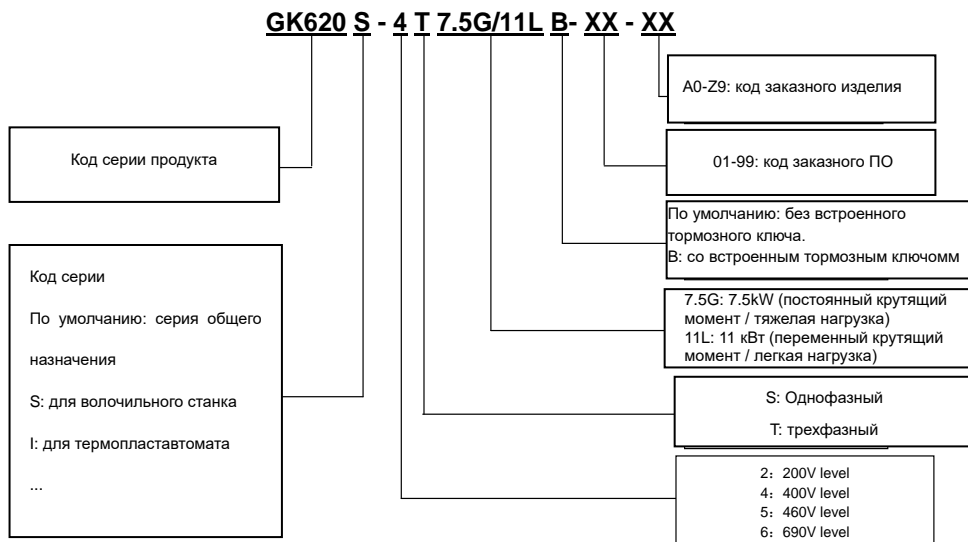 GK620 S - 4 T 7.5G/11L B- XX - XX
A0-Z9: код заказного изделия
Код серии продукта
01-99: код заказного ПО
По умолчанию: без встроенного
тормозного ключа.
B: со встроенным тормозным ключомм
Код серии
По умолчанию: серия общего
назначения
S: для волочильного станка
I: для термопластавтомата
...
7.5G: 7.5kW (постоянный крутящий
момент / тяжелая нагрузка)
11L: 11 кВт (переменный крутящий
момент / легкая нагрузка)
S: Однофазный
T: трехфазный
2：200V level
4：400V level
5：460V level
6：690V level